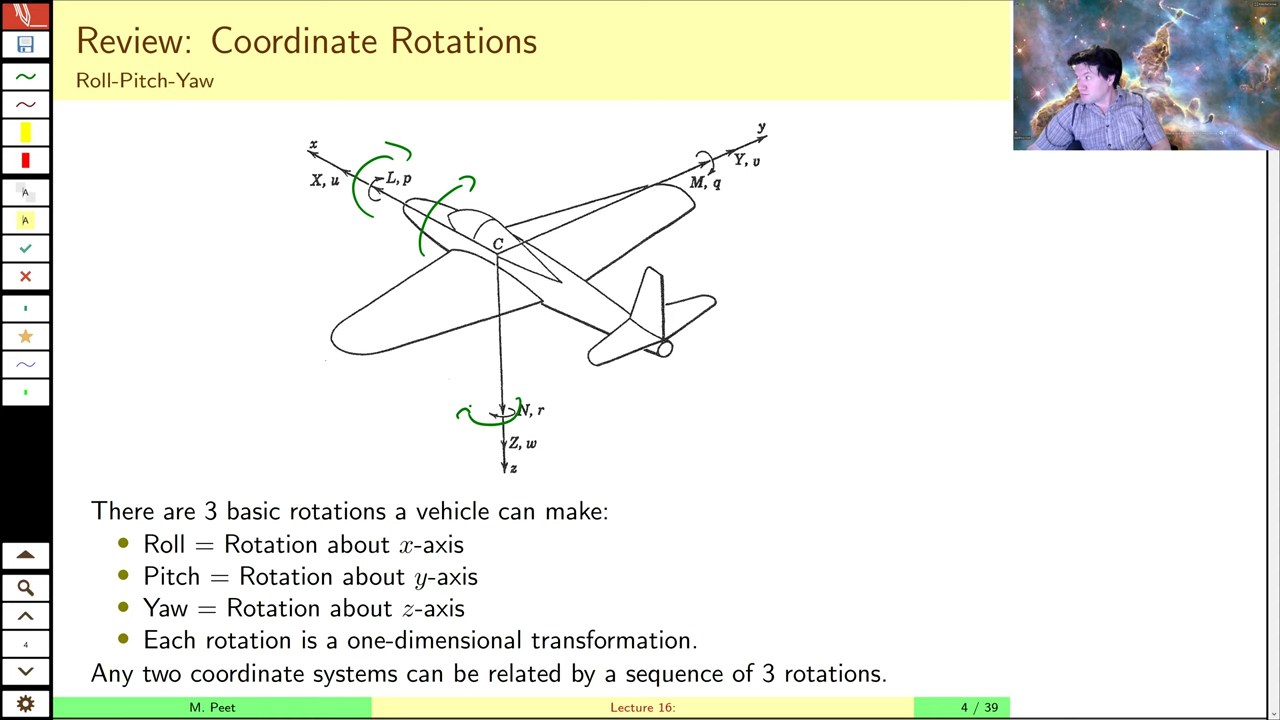 Review: Coordinate Rotations
Roll-Pitch-Yaw
x
X, u
L, p
y
Y, v
M, q
C
N, r
Z, w
z
There are 3 basic rotations a vehicle can make:
Roll = Rotation about x-axis
Pitch = Rotation about y-axis
Yaw = Rotation about z-axis
Each rotation is a one-dimensional transformation.
Any two coordinate systems can be related by a sequence of 3 rotations.
M. Peet
Lecture 16:
4 / 39
A
A
4